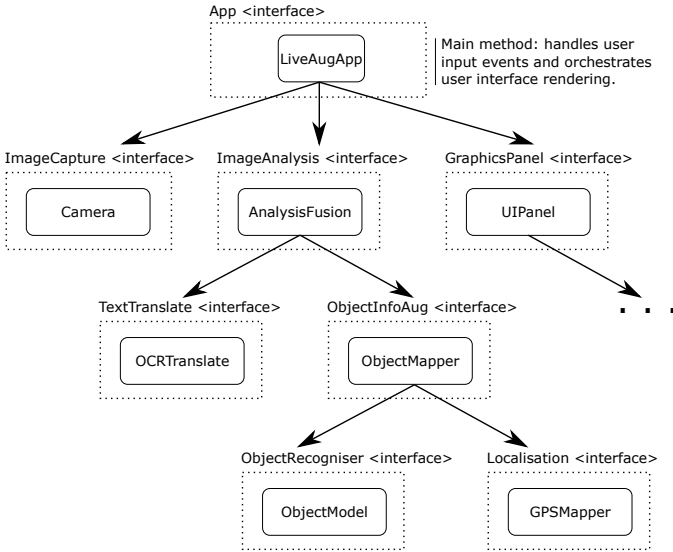 App <interface>
LiveAugApp
Main method: handles user
input events and orchestrates
user interface rendering.
ImageCapture <interface>
ImageAnalysis <interface>
GraphicsPanel <interface>
Camera
AnalysisFusion
UIPanel
TextTranslate <interface>
ObjectInfoAug <interface>
. . .
OCRTranslate
ObjectMapper
ObjectRecogniser <interface>
Localisation <interface>
ObjectModel
GPSMapper